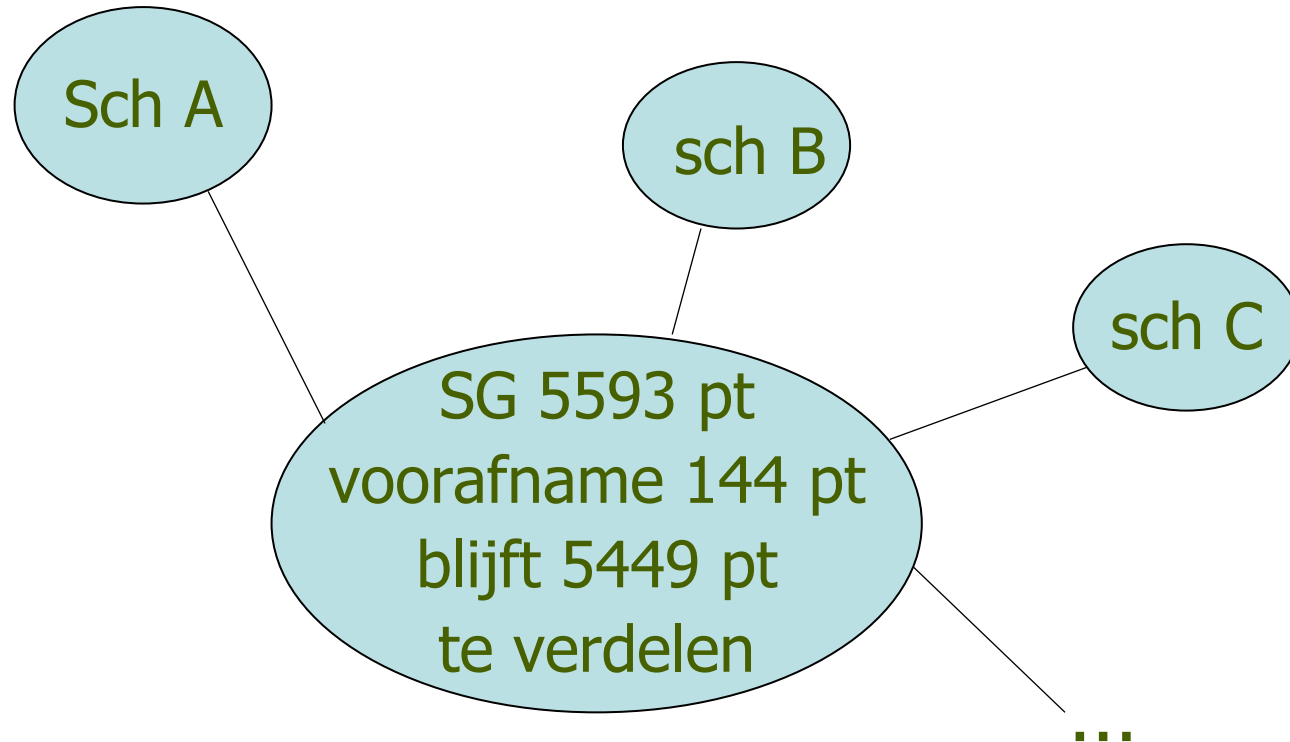 Sch A
sch B
sch C
SG 5593 pt
voorafname 144 pt
blijft 5449 pt
te verdelen
...